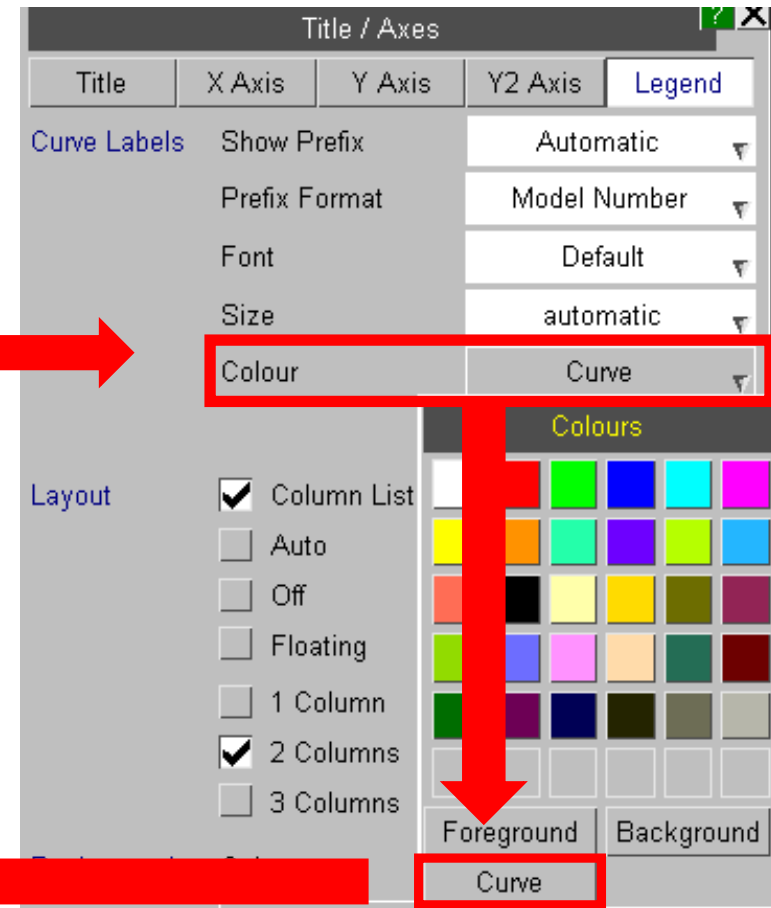 Title / Axes ? X
Title X Axis Y Axis Y2 Axis Legend
Curve Labels Show Prefix Automatic
Prefix Format Model Number
Font Default
Size automatic
Colour Curve
Colours
Layout Column List
Auto
Off
Floating
1 Column
2 Columns
3 Columns
Foreground Background
Curve